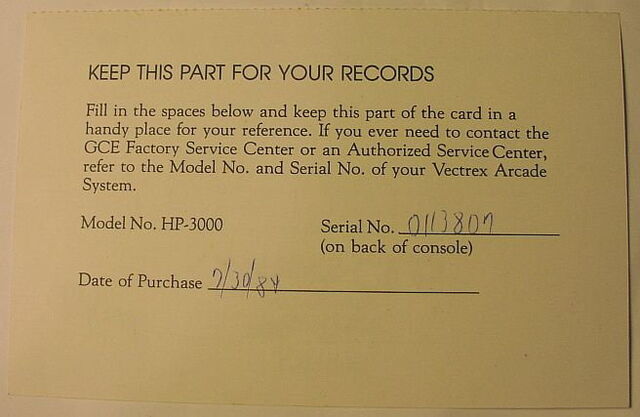 KEEP THIS PART FOR YOUR RECORDS
Fill in the spaces below and keep this part of the card in a
handy place for your reference. If you ever need to contact the
GCE Factory Service Center or an Authorized Service Center,
refer to the Model No. and Serial No. of your Vectrex Arcade
System.
Model No. HP-3000 Serial No. 0113807
(on back of console)
Date of Purchase 7/30/84